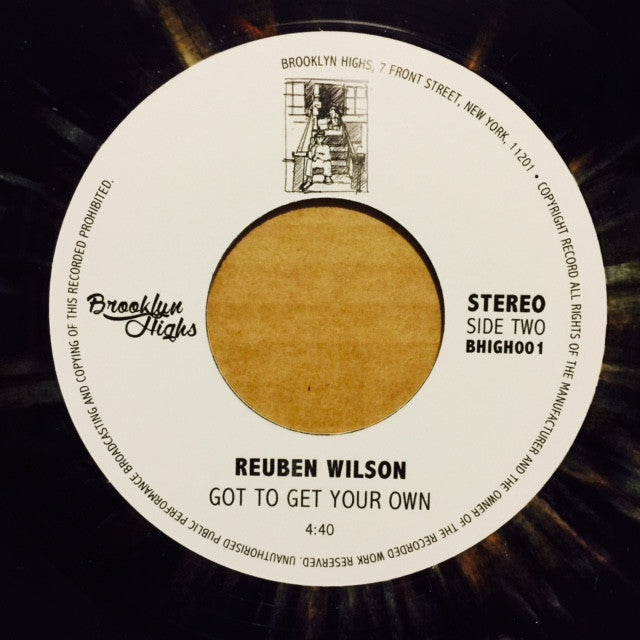 BROOKLYN HIGHS, 7 FRONT STREET, NEW YORK, 11201 • COPYRIGHT RECORD ALL RIGHTS OF THE MANUFACTURER AND THE OWNER OF THE RECORDED WORK RESERVED. UNAUTHORISED PUBLIC PERFORMANCE BROADCASTING AND COPYING OF THIS RECORDED PROHIBITED.
Brooklyn
Highs
STEREO
SIDE TWO
BHIGH001
REUBEN WILSON
GOT TO GET YOUR OWN
4:40